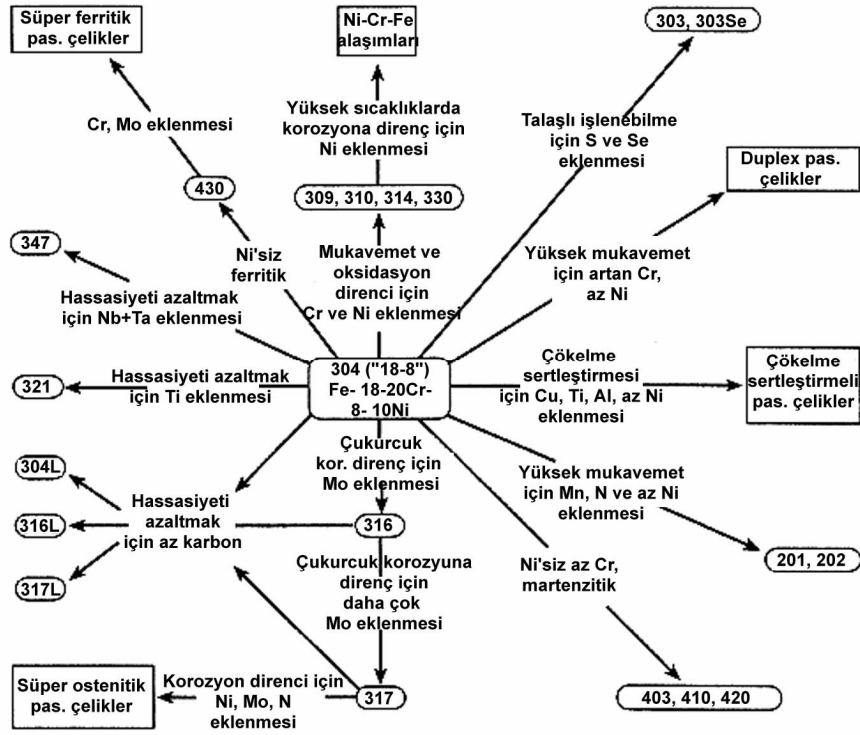 Süper ferritik
pas. çelikler
Ni-Cr-Fe
alaşımları
303, 303Se
Cr, Mo eklenmesi
Yüksek sıcaklıklarda
korozyona direnç için
Ni eklenmesi
Talaşlı işlenebilme
için S ve Se
eklenmesi
Duplex pas.
çelikler
430
309, 310, 314, 330
347
Ni'siz
ferritik
Mukavemet ve
oksidasyon
direnci için
Cr ve Ni eklenmesi
Yüksek mukavemet
için artan Cr,
az Ni
Hassasiyeti azaltmak
için Nb+Ta eklenmesi
321
Hassasiyeti azaltmak
için Ti eklenmesi
304 ("18-8")
Fe- 18-20Cr-
8- 10Ni
Çökelme
sertleştirmesi
için Cu, Ti, Al, az Ni
eklenmesi
Çökelme
sertleştirmeli
pas. çelikler
Çukurcuk
kor. direnç için
Mo eklenmesi
304L
316L
317L
Hassasiyeti
azaltmak
için az karbon
316
Yüksek mukavemet
için Mn, N ve az Ni
eklenmesi
201, 202
Çukurcuk korozyuna
direnç için
daha çok
Mo eklenmesi
Ni'siz az Cr,
martenzitik
Süper ostenitik
pas. çelikler
Korozyon direnci için
Ni, Mo, N
eklenmesi
317
403, 410, 420